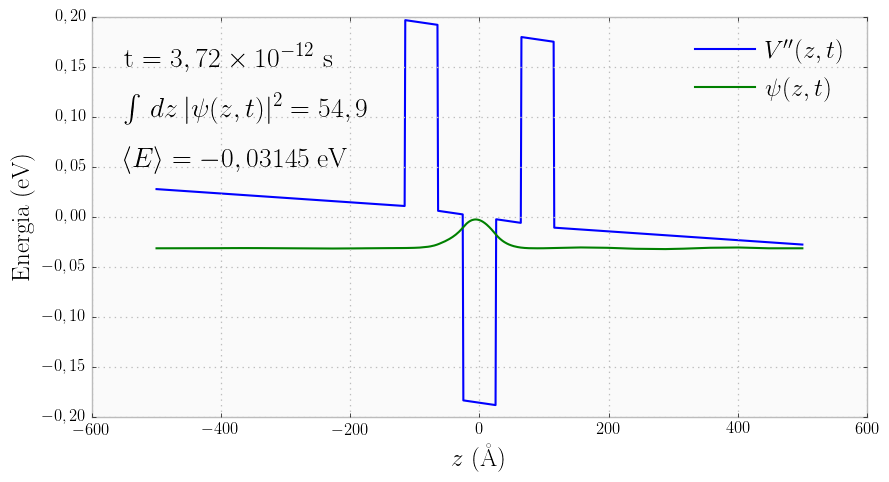 0,20
0,15
0,10
0,05
0,00
−0,05
−0,10
−0,15
−0,20
Energia (eV)
t = 3,72 × 10⁻¹² s
∫ dz |ψ(z, t)|² = 54,9
⟨E⟩ = −0,03145 eV
V′′(z, t)
ψ(z, t)
−600 −400 −200 0 200 400 600
z (Å)